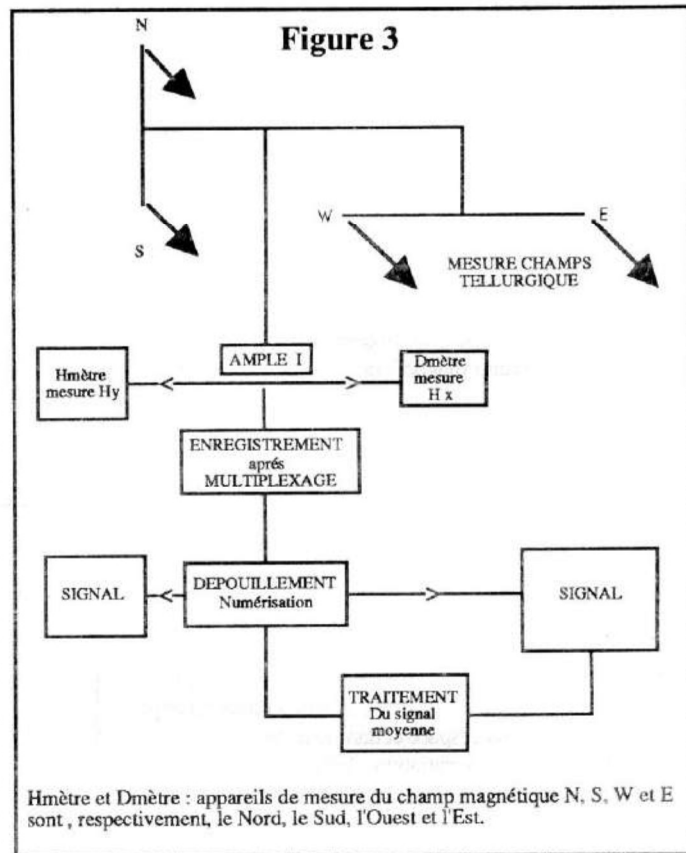 Figure 3
N
S
W
E
MESURE CHAMPS
TELLURGIQUE
AMPLE I
Hmètre
mesure Hy
Dmètre
mesure
H x
ENREGISTREMENT
aprés
MULTIPLEXAGE
SIGNAL
DEPOUILLEMENT
Numérisation
SIGNAL
TRAITEMENT
Du signal
moyenne
Hmètre et Dmètre : appareils de mesure du champ magnétique N, S, W et E
sont , respectivement, le Nord, le Sud, l'Ouest et l'Est.